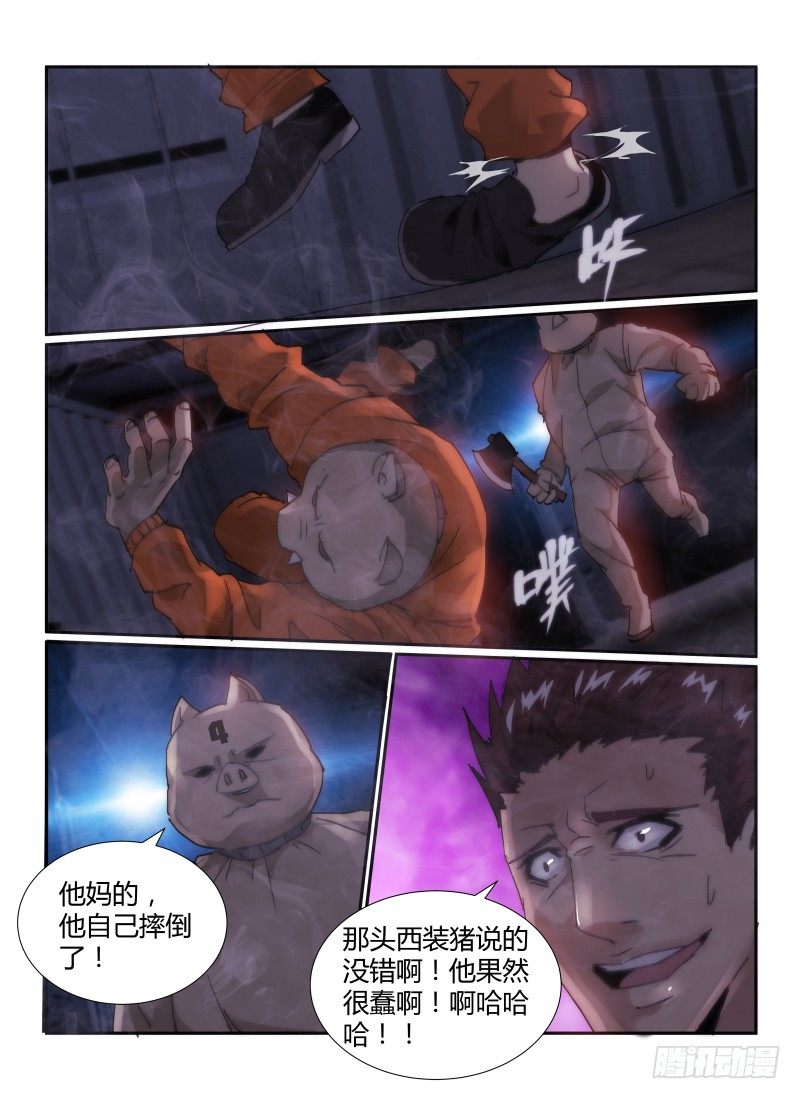 咔
噗
4
他妈的，
他自己摔倒
了！
那头西装猪说的
没错啊！他果然
很蠢啊！啊哈哈
哈！！
腾讯动漫